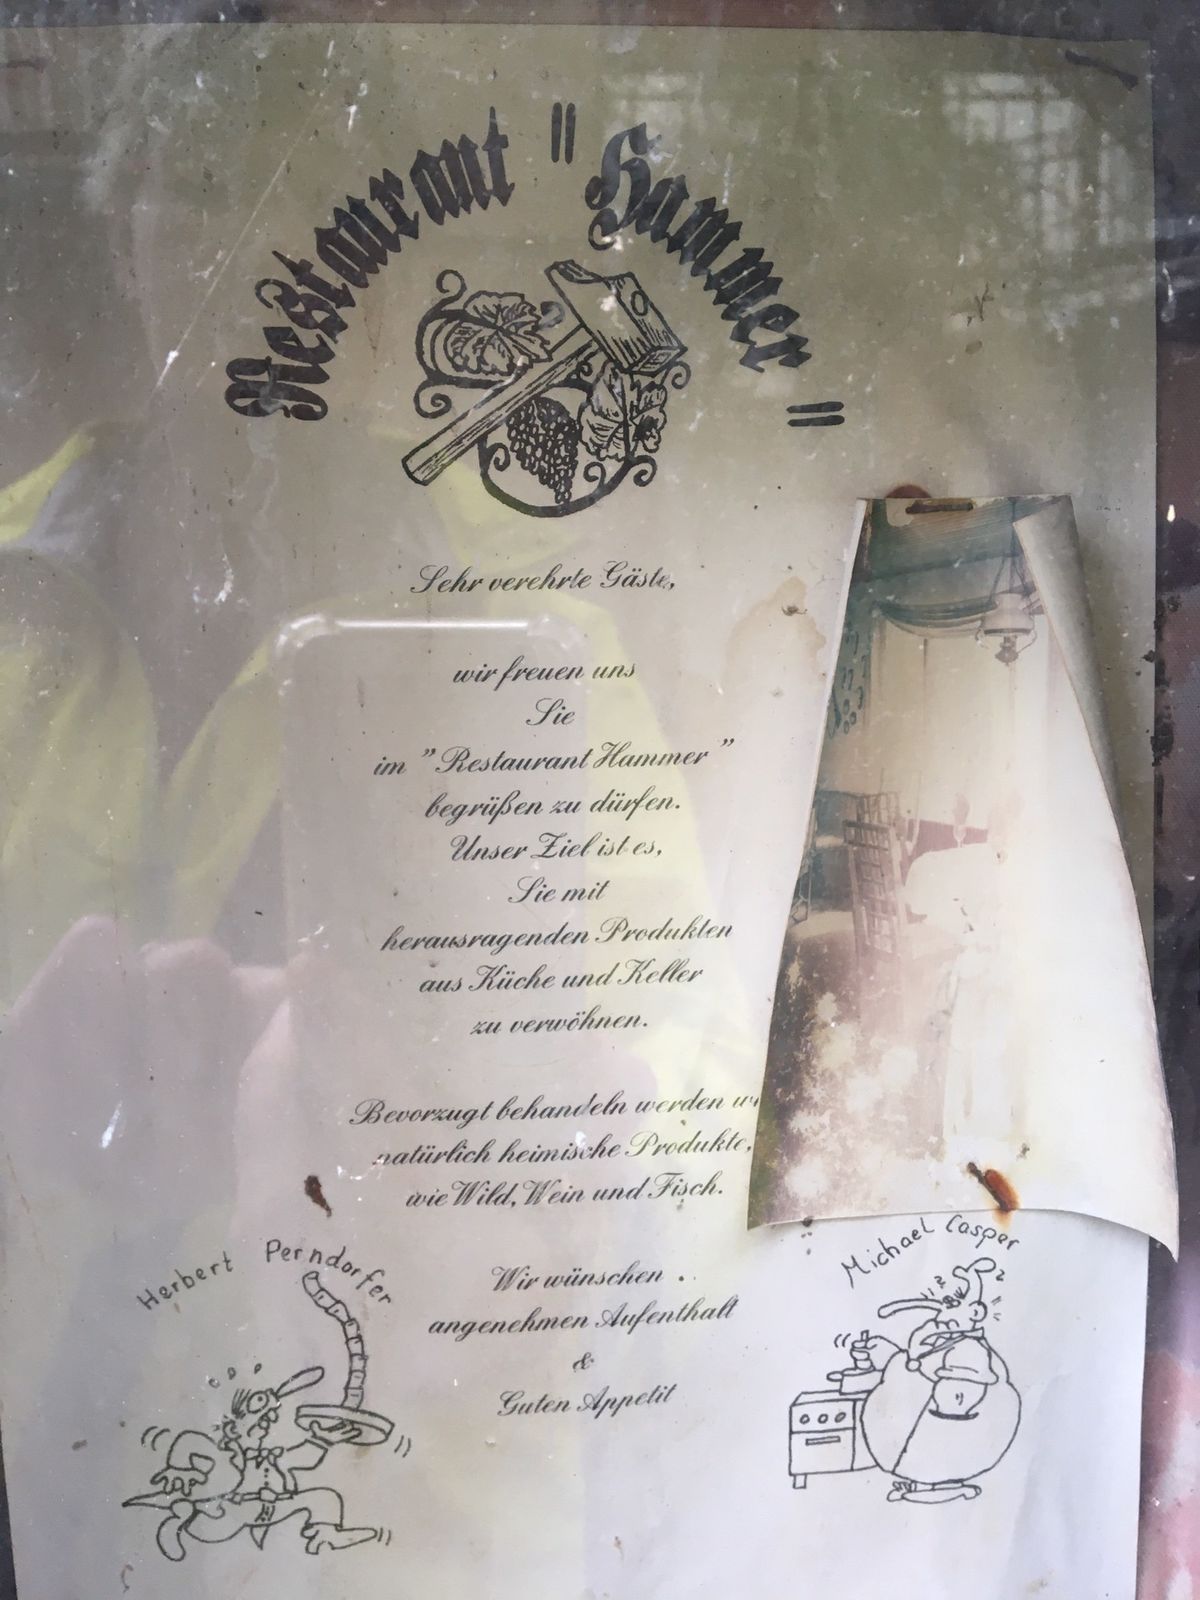 Restaurant "Hammer"
Sehr verehrte Gäste,
wir freuen uns
Sie
im "Restaurant Hammer"
begrüßen zu dürfen.
Unser Ziel ist es,
Sie mit
herausragenden Produkten
aus Küche und Keller
zu verwöhnen.
Bevorzugt behandeln werden
natürlich heimische Produkte,
wie Wild, Wein und Fisch.
Wir wünschen
angenehmen Aufenthalt
&
Guten Appetit
Herbert Perndorfer
Michael Casper